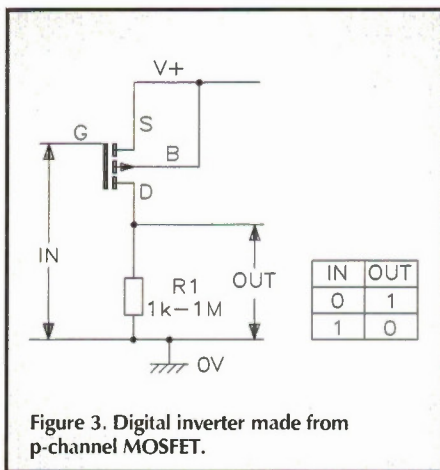 V+
S
G
B
D
IN
OUT
R1
1k–1M
0V
IN OUT
0 1
1 0
Figure 3. Digital inverter made from
p-channel MOSFET.